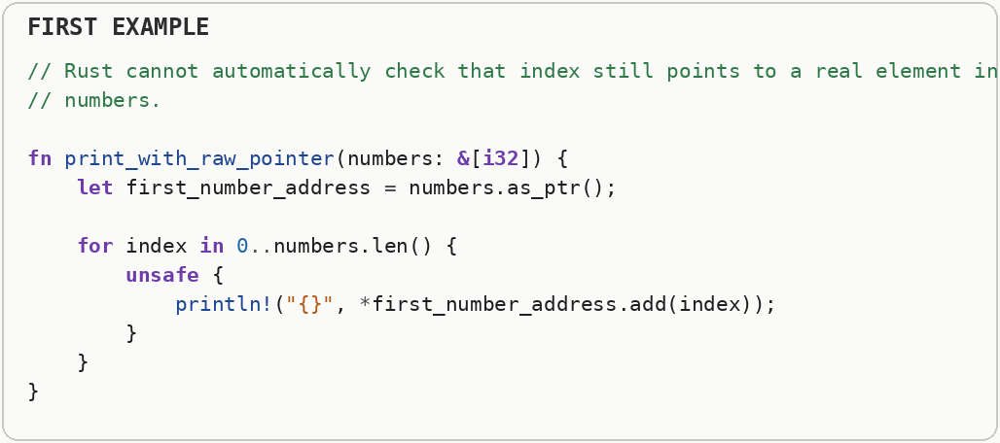 FIRST EXAMPLE
// Rust cannot automatically check that index still points to a real element in
// numbers.
fn print_with_raw_pointer(numbers: &[i32]) {
    let first_number_address = numbers.as_ptr();
    for index in 0..numbers.len() {
        unsafe {
            println!("{}", *first_number_address.add(index));
        }
    }
}